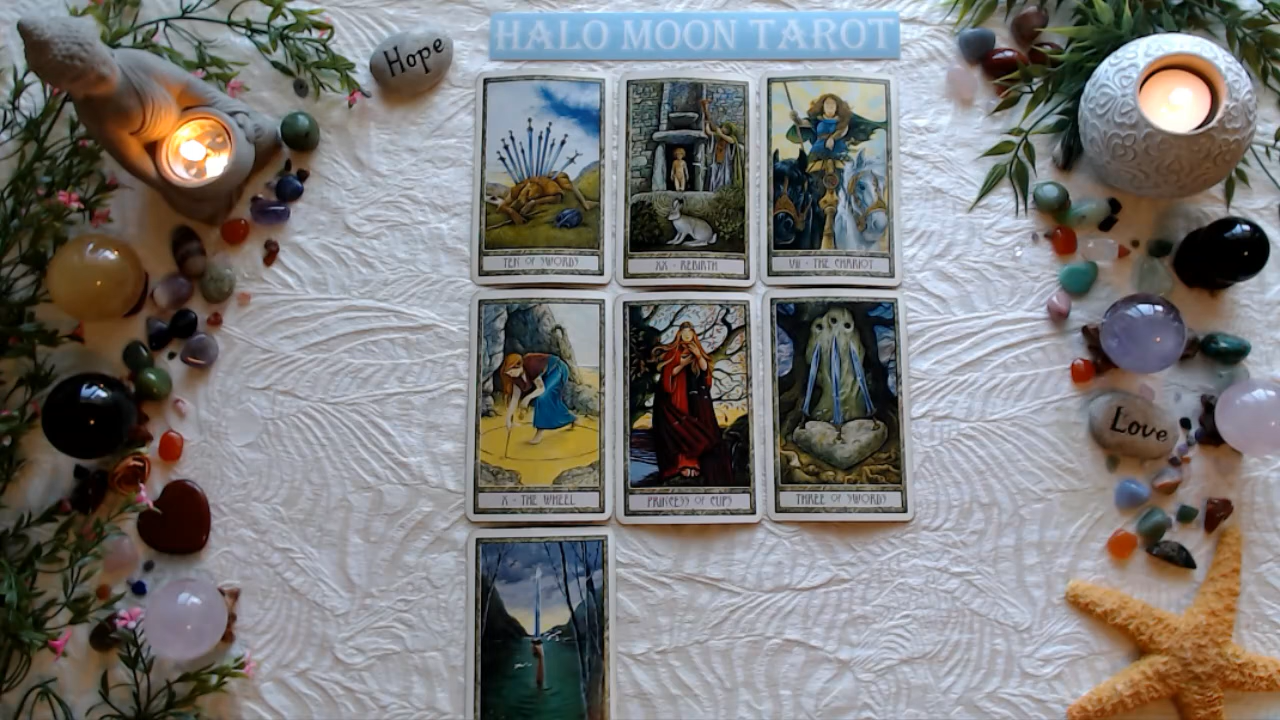 HALO MOON TAROT
Hope
TEN OF SWORDS
XX - REBIRTH
VII - THE CHARIOT
X - THE WHEEL
PRINCESS OF CUPS
THREE OF SWORDS
Love